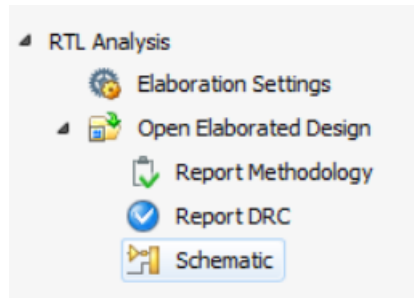 RTL Analysis
Elaboration Settings
Open Elaborated Design
Report Methodology
Report DRC
Schematic